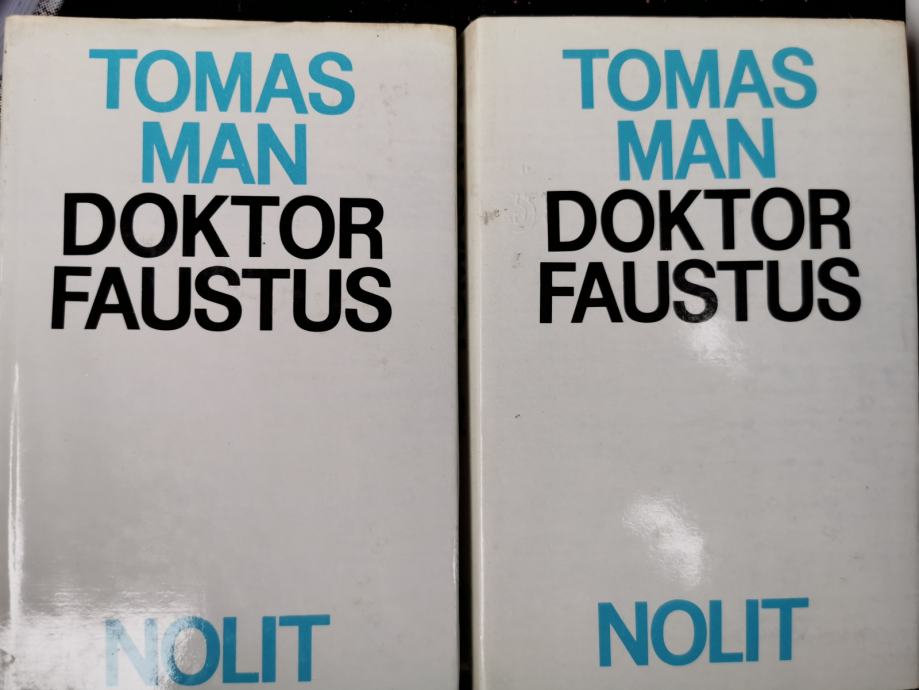 TOMAS
MAN
DOKTOR
FAUSTUS
NOLIT
TOMAS
MAN
DOKTOR
FAUSTUS
NOLIT